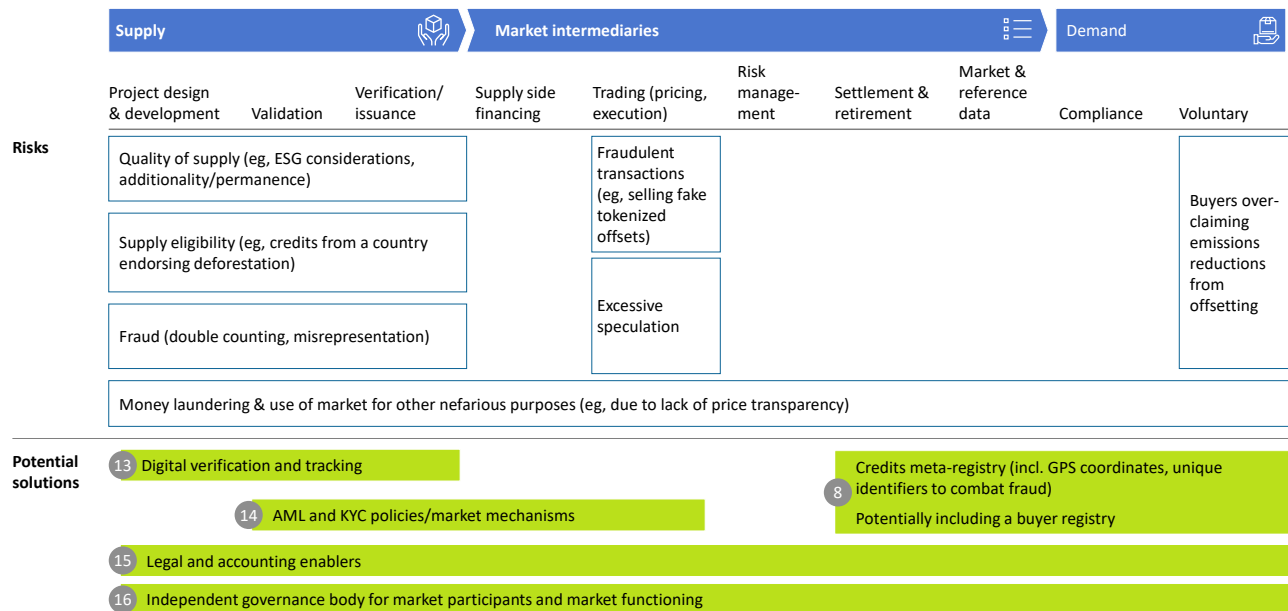 Supply
Market intermediaries
Demand
Project design
& development
Validation
Verification/
issuance
Supply side
financing
Trading (pricing,
execution)
Risk
manage-
ment
Settlement &
retirement
Market &
reference
data
Compliance
Voluntary
Risks
Quality of supply (eg, ESG considerations,
additionality/permanence)
Supply eligibility (eg, credits from a country
endorsing deforestation)
Fraud (double counting, misrepresentation)
Fraudulent
transactions
(eg, selling fake
tokenized
offsets)
Excessive
speculation
Buyers over-
claiming
emissions
reductions
from
offsetting
Money laundering & use of market for other nefarious purposes (eg, due to lack of price transparency)
Potential
solutions
13 Digital verification and tracking
14 AML and KYC policies/market mechanisms
8
Credits meta-registry (incl. GPS coordinates, unique
identifiers to combat fraud)
Potentially including a buyer registry
15 Legal and accounting enablers
16 Independent governance body for market participants and market functioning